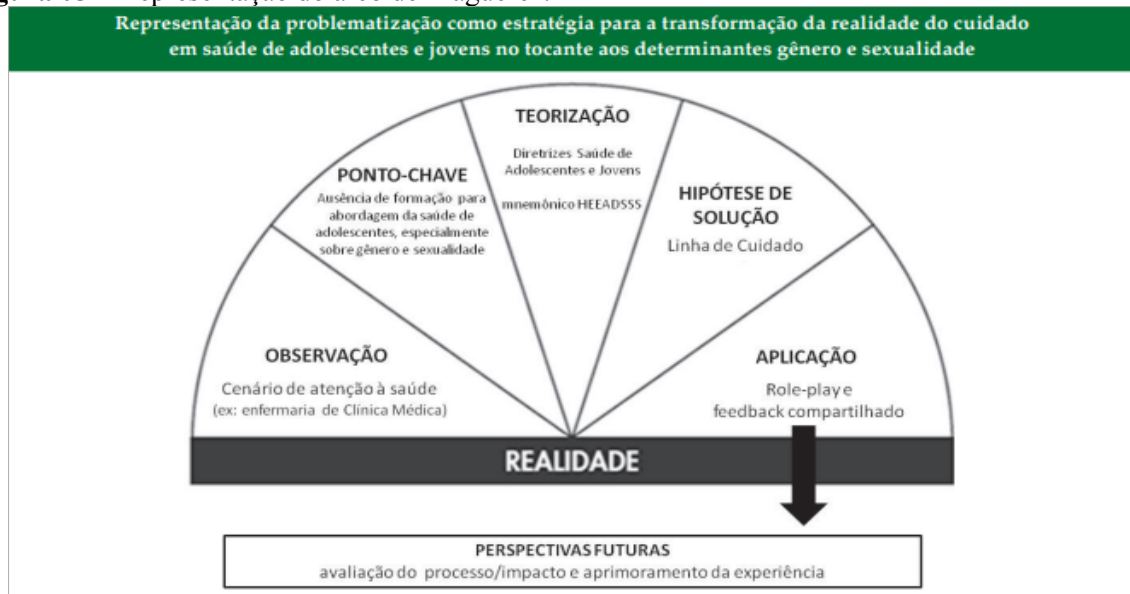 Representação da problematização como estratégia para a transformação da realidade do cuidado
em saúde de adolescentes e jovens no tocante aos determinantes gênero e sexualidade
TEORIZAÇÃO
Diretrizes Saúde de
Adolescentes e Jovens
mnemônico HEEADSSS
PONTO-CHAVE
Ausência de formação para
abordagem da saúde de
adolescentes, especialmente
sobre gênero e sexualidade
HIPÓTESE DE
SOLUÇÃO
Linha de Cuidado
OBSERVAÇÃO
Cenário de atenção à saúde
(ex: enfermaria de Clínica Médica)
APLICAÇÃO
Role-play e
feedback compartilhado
REALIDADE
PERSPECTIVAS FUTURAS
avaliação do processo/impacto e aprimoramento da experiência